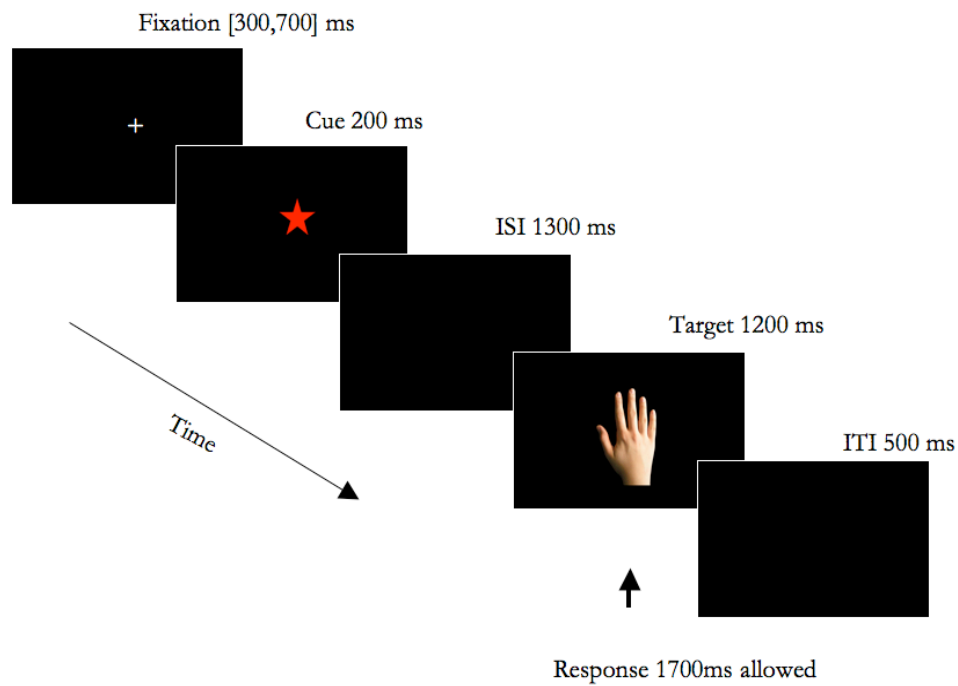 Fixation [300,700] ms
Cue 200 ms
ISI 1300 ms
Target 1200 ms
Time
ITI 500 ms
Response 1700ms allowed